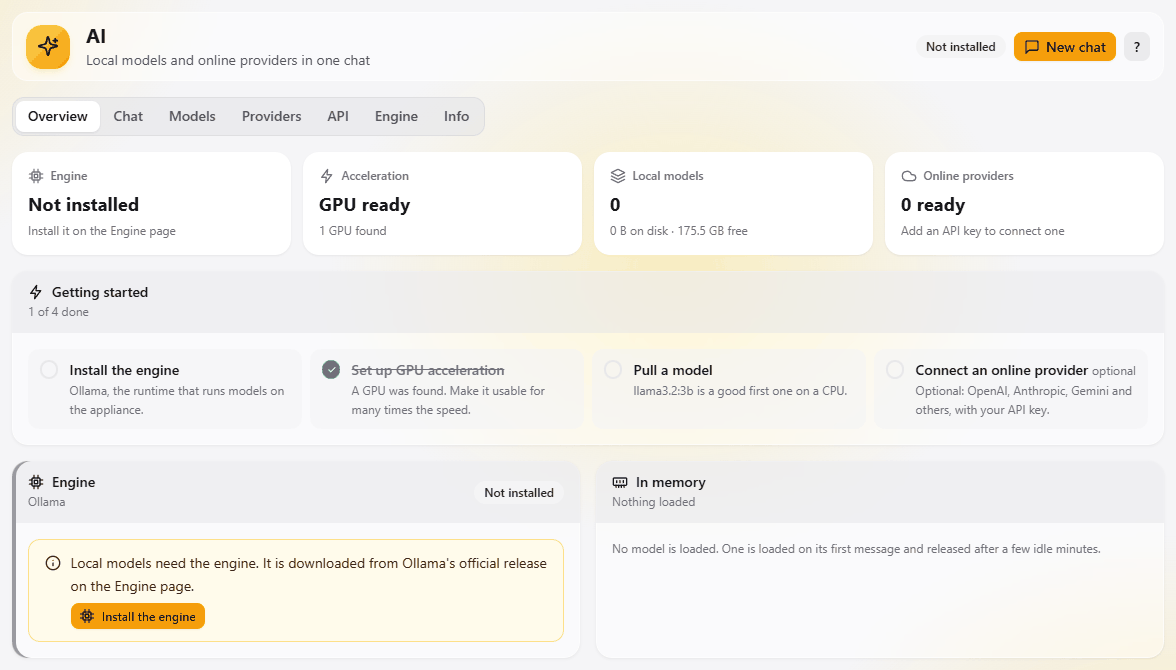 AI
Local models and online providers in one chat
Not installed
New chat
?
Overview
Chat
Models
Providers
API
Engine
Info
Engine
Not installed
Install it on the Engine page
Acceleration
GPU ready
1 GPU found
Local models
0
0 B on disk · 175.5 GB free
Online providers
0 ready
Add an API key to connect one
Getting started
1 of 4 done
Install the engine
Ollama, the runtime that runs models on
the appliance.
Set up GPU acceleration
A GPU was found. Make it usable for
many times the speed.
Pull a model
llama3.2:3b is a good first one on a CPU.
Connect an online provider optional
Optional: OpenAI, Anthropic, Gemini and
others, with your API key.
Engine
Ollama
Not installed
Local models need the engine. It is downloaded from Ollama's official release
on the Engine page.
Install the engine
In memory
Nothing loaded
No model is loaded. One is loaded on its first message and released after a few idle minutes.